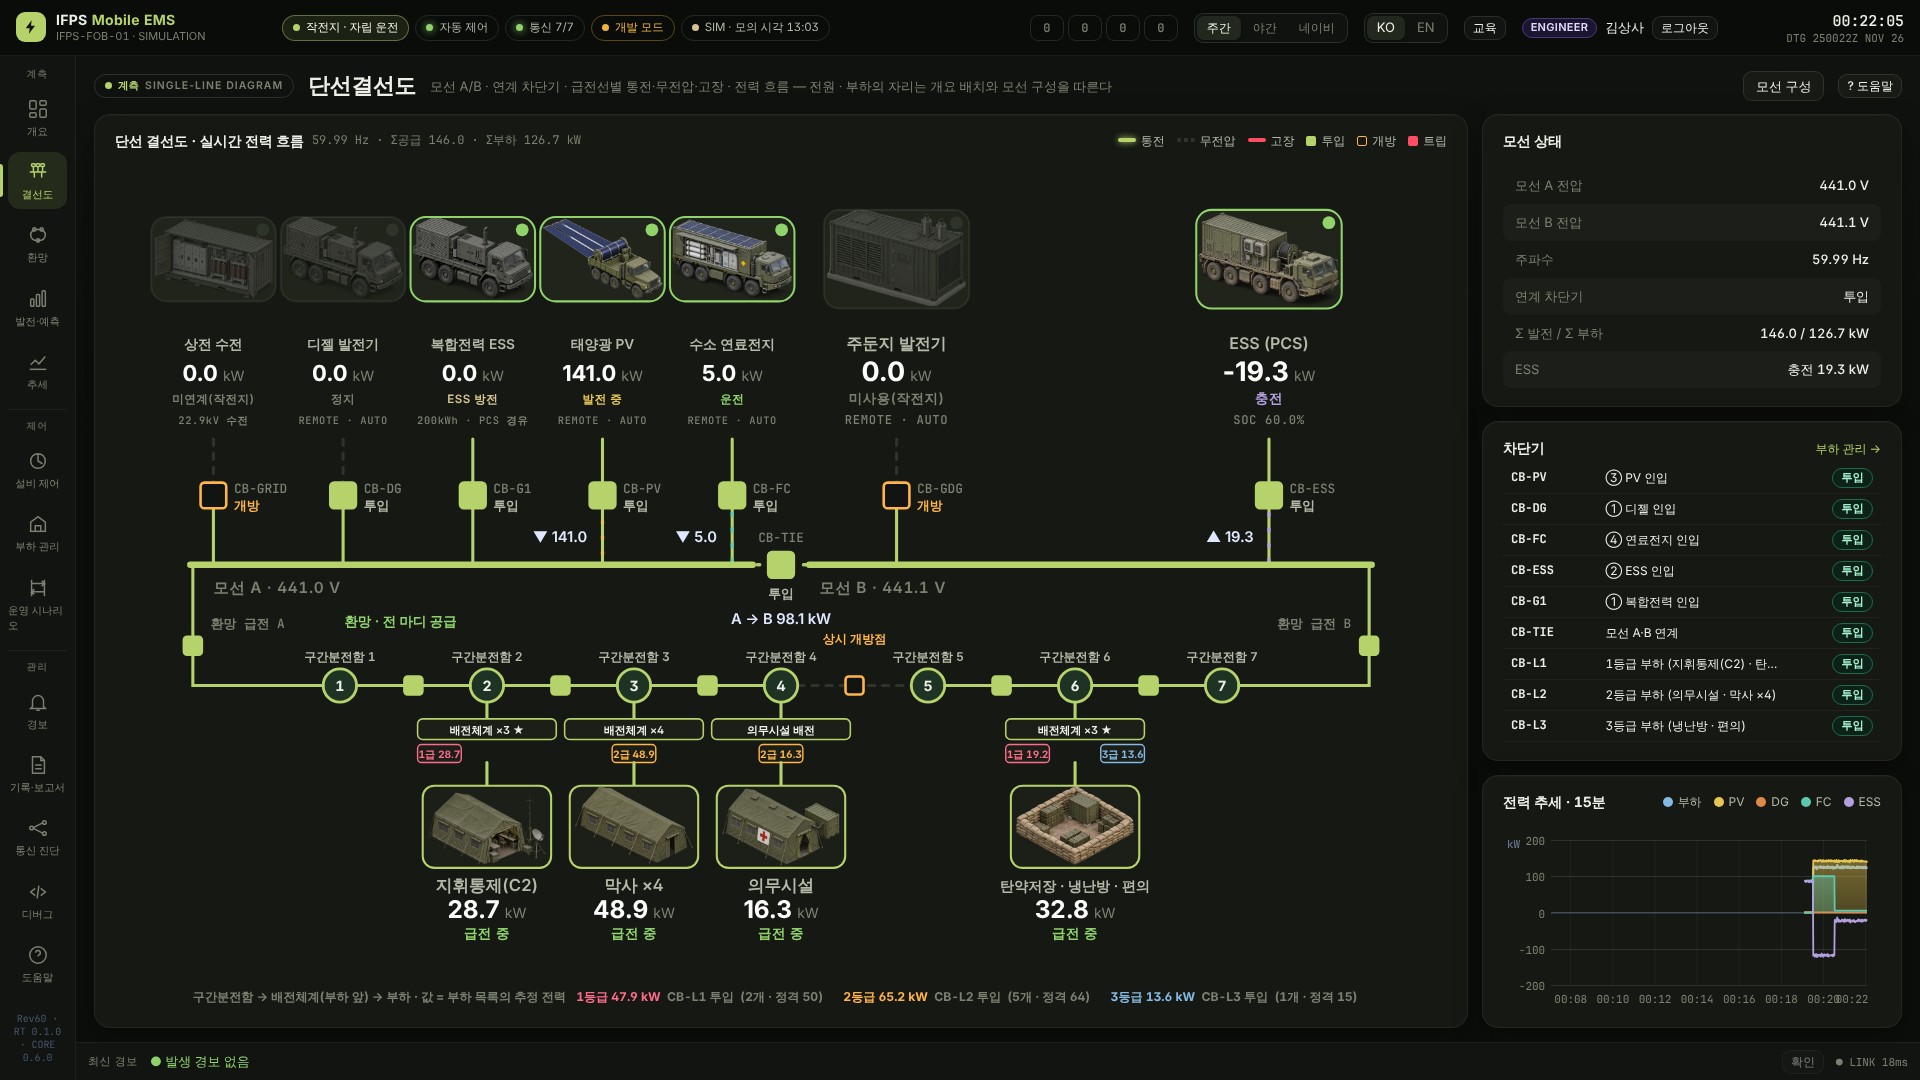 IFPS Mobile EMS
IFPS-FOB-01 · SIMULATION
작전지 · 자립 운전
자동 제어
통신 7/7
개발 모드
SIM · 모의 시각 13:03
0 0 0 0
주간 야간 네이비
KO EN
교육
ENGINEER 김상사 로그아웃
00:22:05
DTG 250022Z NOV 26
계측
개요
결선도
환망
발전·예측
추세
제어
설비 제어
부하 관리
운영 시나리
오
관리
경보
기록·보고서
통신 진단
디버그
도움말
Rev60 ·
RT 0.1.0
· CORE
0.6.0
계측 SINGLE-LINE DIAGRAM
단선결선도
모선 A/B · 연계 차단기 · 급전선별 통전·무전압·고장 · 전력 흐름 — 전원 · 부하의 자리는 개요 배치와 모선 구성을 따른다
모선 구성
? 도움말
단선 결선도 · 실시간 전력 흐름 59.99 Hz · Σ공급 146.0 · Σ부하 126.7 kW
통전 무전압 고장 투입 개방 트립
상전 수전
0.0 kW
미연계(작전지)
22.9kV 수전
디젤 발전기
0.0 kW
정지
REMOTE · AUTO
복합전력 ESS
0.0 kW
ESS 방전
200kWh · PCS 경유
태양광 PV
141.0 kW
발전 중
REMOTE · AUTO
수소 연료전지
5.0 kW
운전
REMOTE · AUTO
주둔지 발전기
0.0 kW
미사용(작전지)
REMOTE · AUTO
ESS (PCS)
-19.3 kW
충전
SOC 60.0%
CB-GRID
개방
CB-DG
투입
CB-G1
투입
CB-PV
투입
CB-FC
투입
CB-GDG
개방
CB-ESS
투입
▼ 141.0
▼ 5.0
CB-TIE
▲ 19.3
모선 A · 441.0 V
투입
모선 B · 441.1 V
환망 급전 A
환망 · 전 마디 공급
A → B 98.1 kW
환망 급전 B
상시 개방점
구간분전함 1
구간분전함 2
구간분전함 3
구간분전함 4
구간분전함 5
구간분전함 6
구간분전함 7
1 2 3 4 5 6 7
배전체계 ×3 ★
배전체계 ×4
의무시설 배전
배전체계 ×3 ★
1급 28.7
2급 48.9
2급 16.3
1급 19.2
3급 13.6
지휘통제(C2)
28.7 kW
급전 중
막사 ×4
48.9 kW
급전 중
의무시설
16.3 kW
급전 중
탄약저장 · 냉난방 · 편의
32.8 kW
급전 중
구간분전함 → 배전체계(부하 앞) → 부하 · 값 = 부하 목록의 추정 전력 1등급 47.9 kW CB-L1 투입 (2개 · 정격 50) 2등급 65.2 kW CB-L2 투입 (5개 · 정격 64) 3등급 13.6 kW CB-L3 투입 (1개 · 정격 15)
모선 상태
모선 A 전압 441.0 V
모선 B 전압 441.1 V
주파수 59.99 Hz
연계 차단기 투입
Σ 발전 / Σ 부하 146.0 / 126.7 kW
ESS 충전 19.3 kW
차단기
부하 관리 →
CB-PV ③ PV 인입 투입
CB-DG ① 디젤 인입 투입
CB-FC ④ 연료전지 인입 투입
CB-ESS ② ESS 인입 투입
CB-G1 ① 복합전력 인입 투입
CB-TIE 모선 A·B 연계 투입
CB-L1 1등급 부하 (지휘통제(C2) · 탄... 투입
CB-L2 2등급 부하 (의무시설 · 막사 ×4) 투입
CB-L3 3등급 부하 (냉난방 · 편의) 투입
전력 추세 · 15분
부하 PV DG FC ESS
kW 200
100
0
-100
-200
00:08 00:10 00:12 00:14 00:16 00:18 00:20 00:22
최신 경보 발생 경보 없음
확인
LINK 18ms